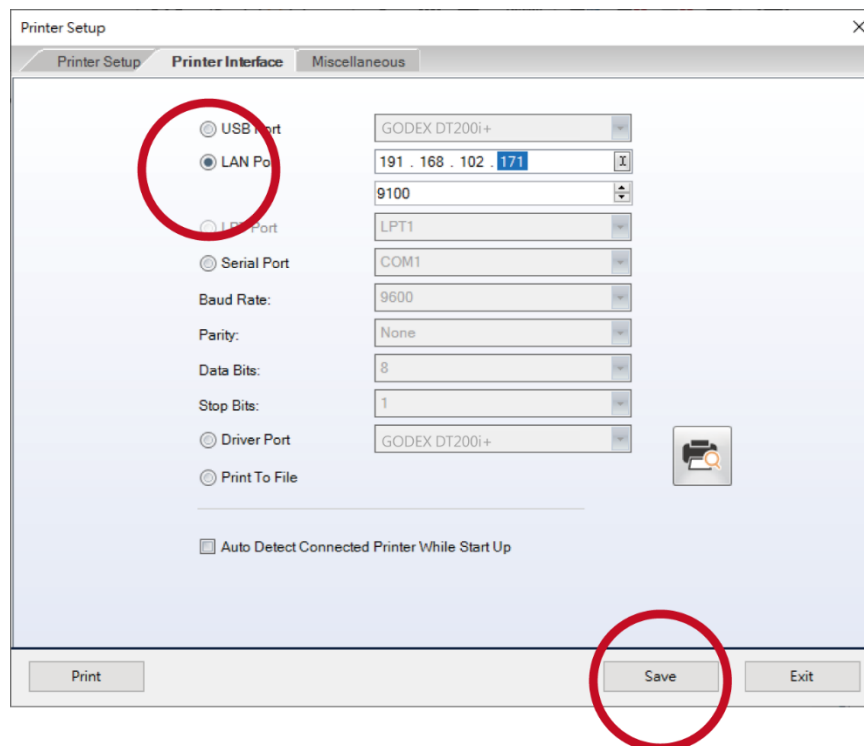 Printer Setup
Printer Setup Printer Interface Miscellaneous
USB Port GODEX DT200i+
LAN Port 191 . 168 . 102 . 171
9100
LPT Port LPT1
Serial Port COM1
Baud Rate: 9600
Parity: None
Data Bits: 8
Stop Bits: 1
Driver Port GODEX DT200i+
Print To File
Auto Detect Connected Printer While Start Up
Print Save Exit